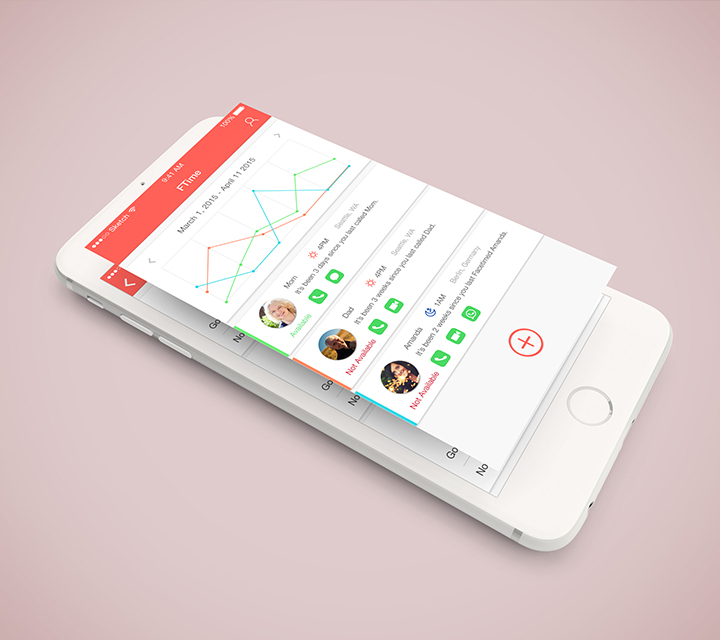 ●●●○○ Sketch
9:41 AM
100%
FTime
March 1, 2015 - April 11 2015
Mom
4PM
Seattle, WA
It's been 3 days since you last called Mom.
Available
Dad
4PM
Seattle, WA
It's been 3 weeks since you last called Dad.
Not Available
Amanda
1AM
Berlin, Germany
It's been 2 weeks since you last Facetimed Amanda.
Not Available
Go
No
Go
No
Go
No